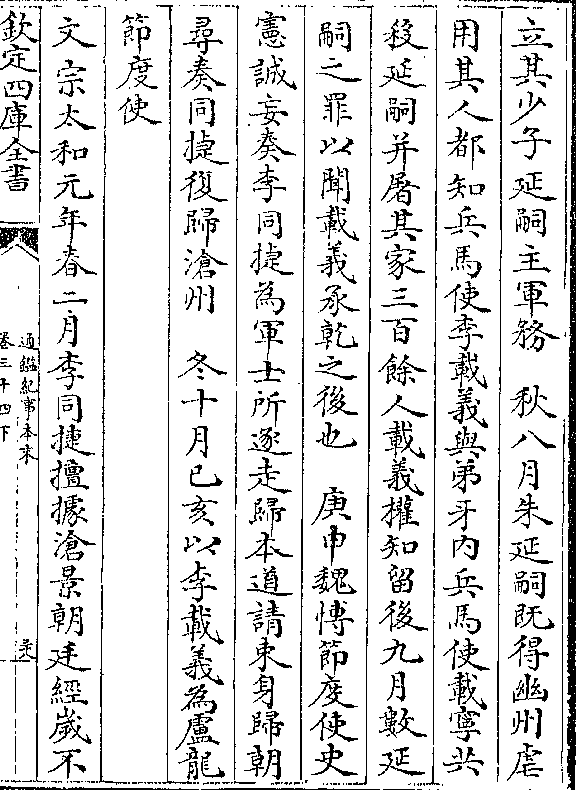 立其少子延嗣主軍務　秋八月朱延嗣既得幽州虐
用其人都知兵馬使李載義與弟牙內兵馬使載寧共
殺延嗣并屠其家三百餘人載義權知留後九月數延
嗣之罪以聞載義承乾之後也　庚申魏博節度使史
憲誠妄奏李同捷為軍士所逐走歸本道請束身歸朝
尋奏同捷復歸滄州　冬十月已亥以李載義為盧龍
節度使
文宗太和元年春二月李同捷擅據滄景朝廷經嵗不
欽定四庫全書
通鑑紀事本末
卷三十四下